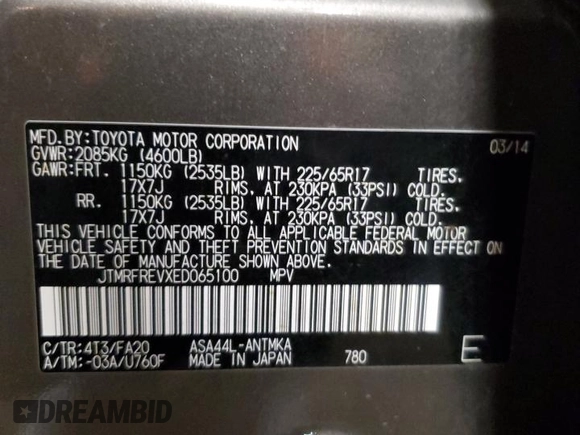 MFD.BY:TOYOTA MOTOR CORPORATION 03/14
GVWR:2085KG (4600LB)
GAWR:FRT. 1150KG (2535LB) WITH 225/65R17 TIRES.
17X7J RIMS. AT 230KPA (33PSI) COLD.
RR. 1150KG (2535LB) WITH 225/65R17 TIRES.
17X7J RIMS. AT 230KPA (33PSI) COLD.
THIS VEHICLE CONFORMS TO ALL APPLICABLE FEDERAL MOTOR
VEHICLE SAFETY AND THEFT PREVENTION STANDARDS IN EFFECT ON
THE DATE OF MANUFACTURE SHOWN ABOVE.
JTMRFREVXED065100 MPV
C/TR:4T3/FA20 ASA44L-ANTMKA
A/TM:-03A/U760F MADE IN JAPAN 780 E
DREAMBID